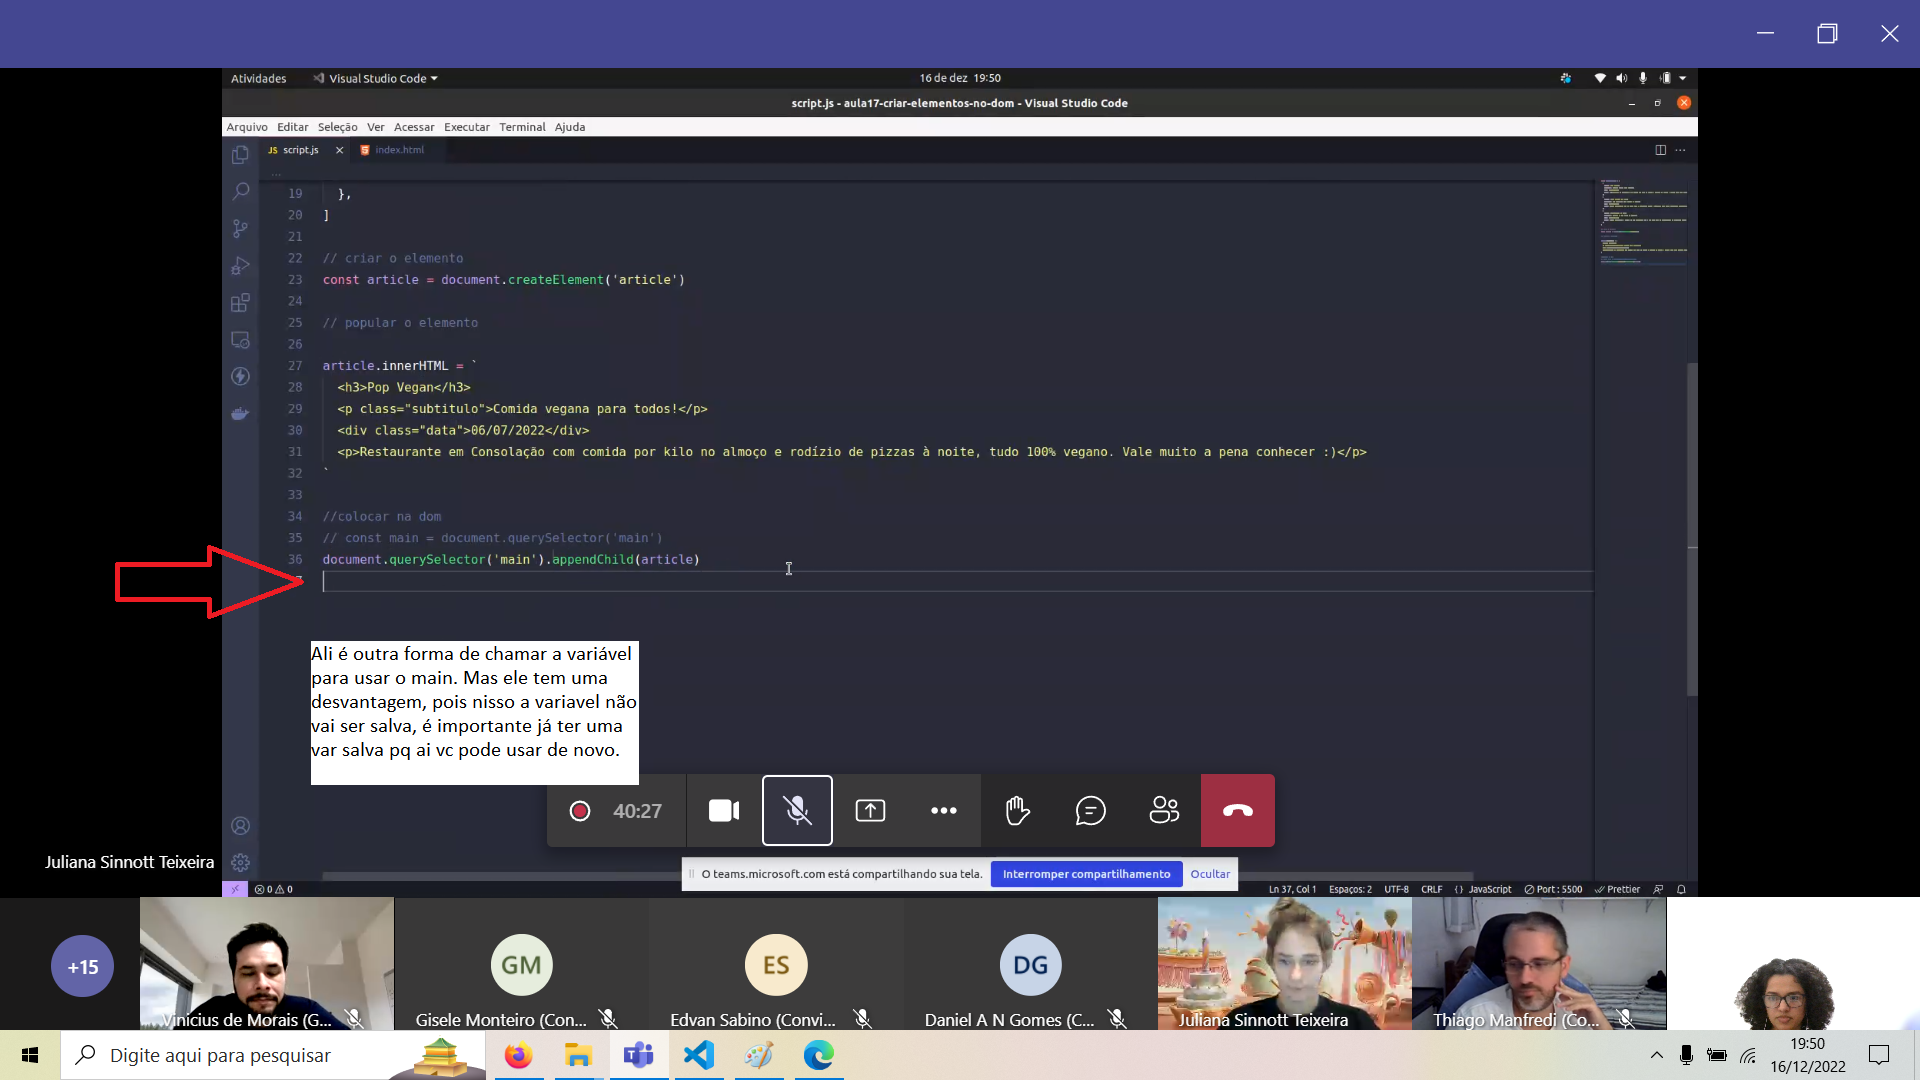 Atividades
Visual Studio Code
16 de dez 19:50
script.js - aula17-criar-elementos-no-dom - Visual Studio Code
Arquivo Editar Seleção Ver Acessar Executar Terminal Ajuda
JS script.js
index.html
19 },
20 ]
21
22 // criar o elemento
23 const article = document.createElement('article')
24
25 // popular o elemento
26
27 article.innerHTML = `
28 <h3>Pop Vegan</h3>
29 <p class="subtitulo">Comida vegana para todos!</p>
30 <div class="data">06/07/2022</div>
31 <p>Restaurante em Consolação com comida por kilo no almoço e rodízio de pizzas à noite, tudo 100% vegano. Vale muito a pena conhecer :)</p>
32 `
33
34 //colocar na dom
35 // const main = document.querySelector('main')
36 document.querySelector('main').appendChild(article)
7
Ali é outra forma de chamar a variável
para usar o main. Mas ele tem uma
desvantagem, pois nisso a variavel não
vai ser salva, é importante já ter uma
var salva pq ai vc pode usar de novo.
40:27
Juliana Sinnott Teixeira
O teams.microsoft.com está compartilhando sua tela.
Interromper compartilhamento
Ocultar
0 0
Ln 37, Col 1 Espaços: 2 UTF-8 CRLF {} JavaScript Port : 5500 Prettier
+15
GM
ES
DG
Vinicius de Morais (G...
Gisele Monteiro (Con...
Edvan Sabino (Convi...
Daniel A N Gomes (C...
Juliana Sinnott Teixeira
Thiago Manfredi (Co...
Digite aqui para pesquisar
19:50
16/12/2022